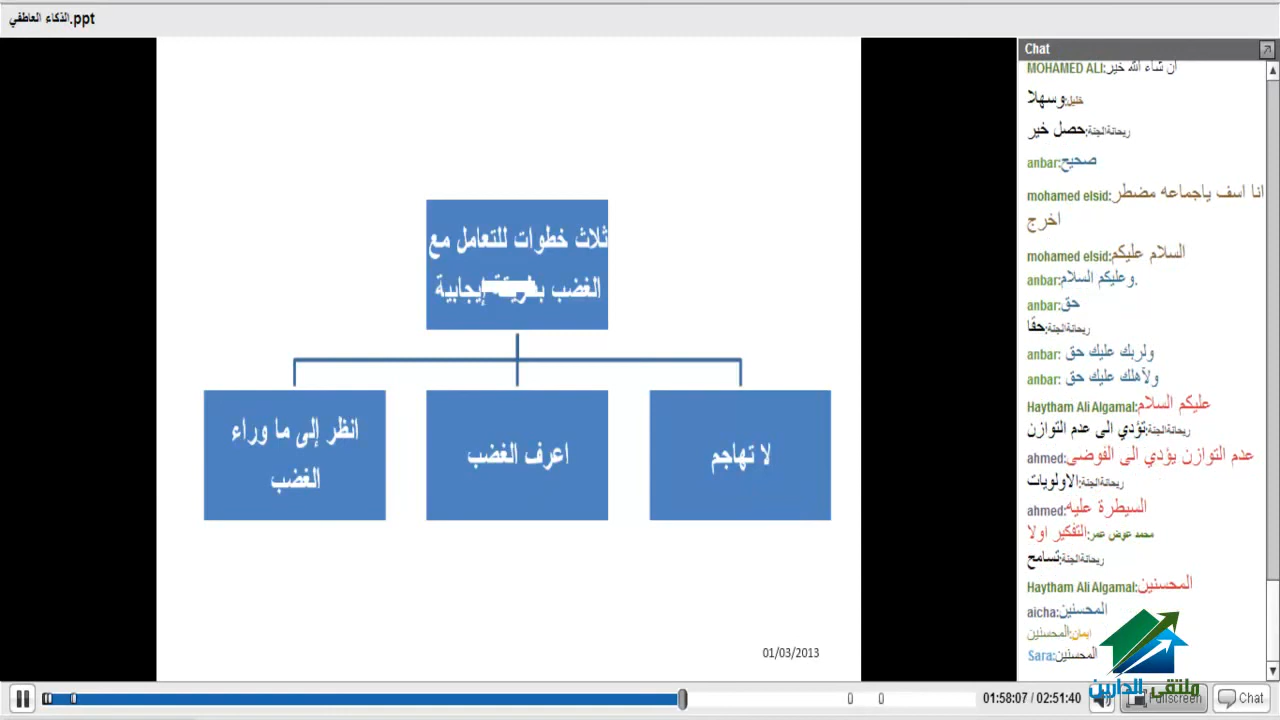 الذكاء العاطفي.ppt
ثلاث خطوات للتعامل مع
الغضب بطريقة إيجابية
لا تهاجم
اعرف الغضب
انظر إلى ما وراء
الغضب
01/03/2013
Chat
MOHAMED ALI:ان شاء الله خير
خليل:وسهلا
ريحانةالجنة:حصل خير
anbar:صحيح
mohamed elsid:انا اسف ياجماعه مضطر
اخرج
mohamed elsid:السلام عليكم
anbar:وعليكم السلام.
anbar:حق
ريحانةالجنة:حقًا
anbar: ولربك عليك حق
anbar: ولآهلك عليك حق
Haytham Ali Algamal:عليكم السلام
ريحانةالجنة:تؤدي الى عدم التوازن
ahmed:عدم التوازن يؤدي الى الفوضى
ريحانةالجنة:الاولويات
ahmed:السيطرة عليه
محمد عوض عمر:التفكير اولا
ريحانةالجنة:تسامح
Haytham Ali Algamal:المحسنين
aicha:المحسنين
ايمان:المحسنين
Sara:المحسنين
ملتقى الدارين
01:58:07 / 02:51:40
Fullscreen
Chat